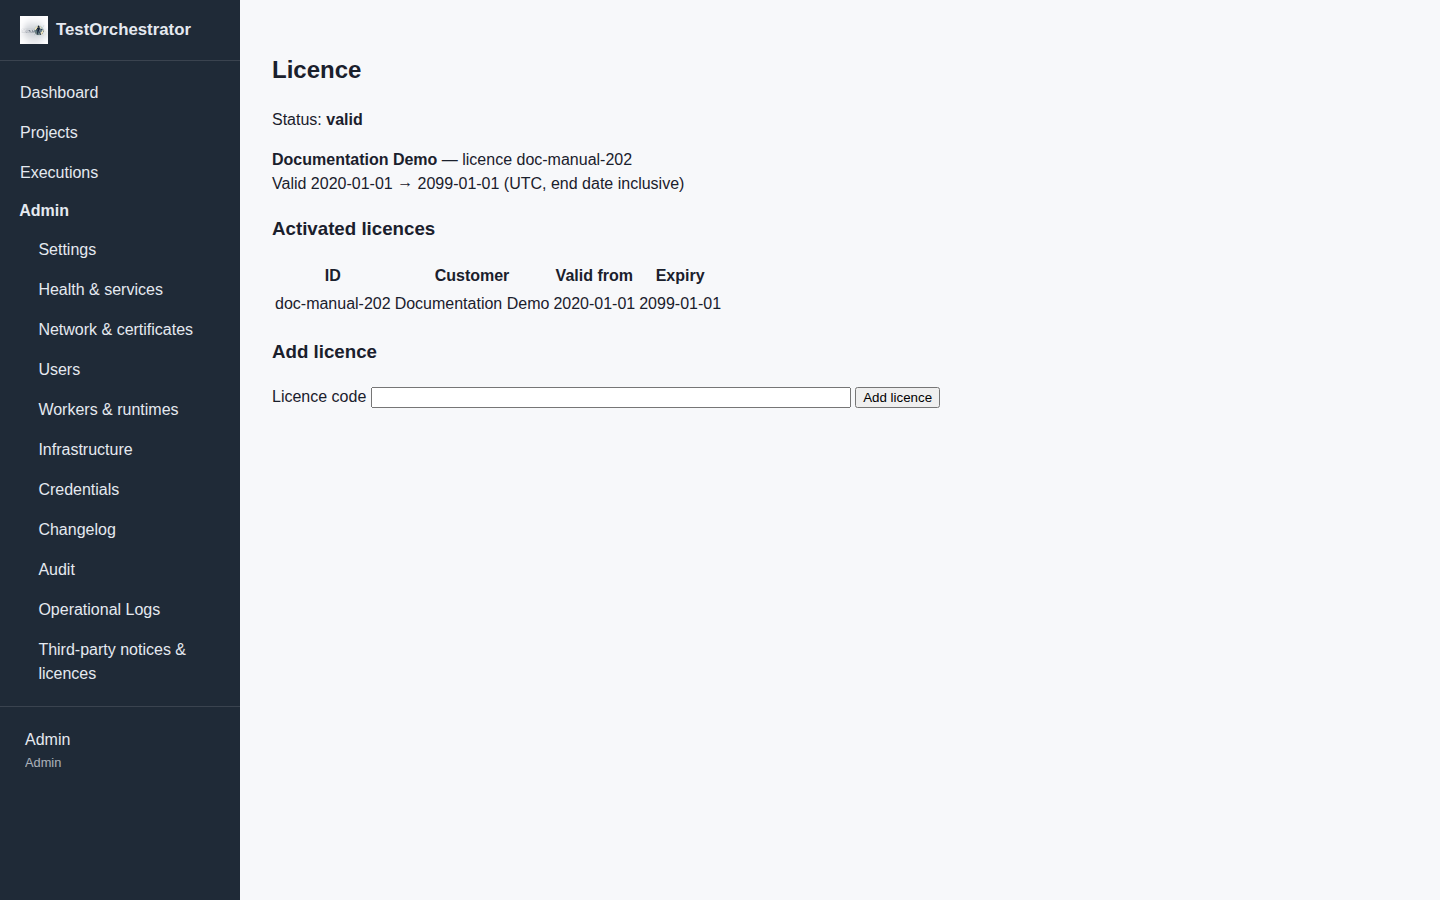 TestOrchestrator
Dashboard
Projects
Executions
Admin
Settings
Health & services
Network & certificates
Users
Workers & runtimes
Infrastructure
Credentials
Changelog
Audit
Operational Logs
Third-party notices &
licences
Admin
Admin
Licence
Status: valid
Documentation Demo — licence doc-manual-202
Valid 2020-01-01 → 2099-01-01 (UTC, end date inclusive)
Activated licences
ID Customer Valid from Expiry
doc-manual-202 Documentation Demo 2020-01-01 2099-01-01
Add licence
Licence code Add licence